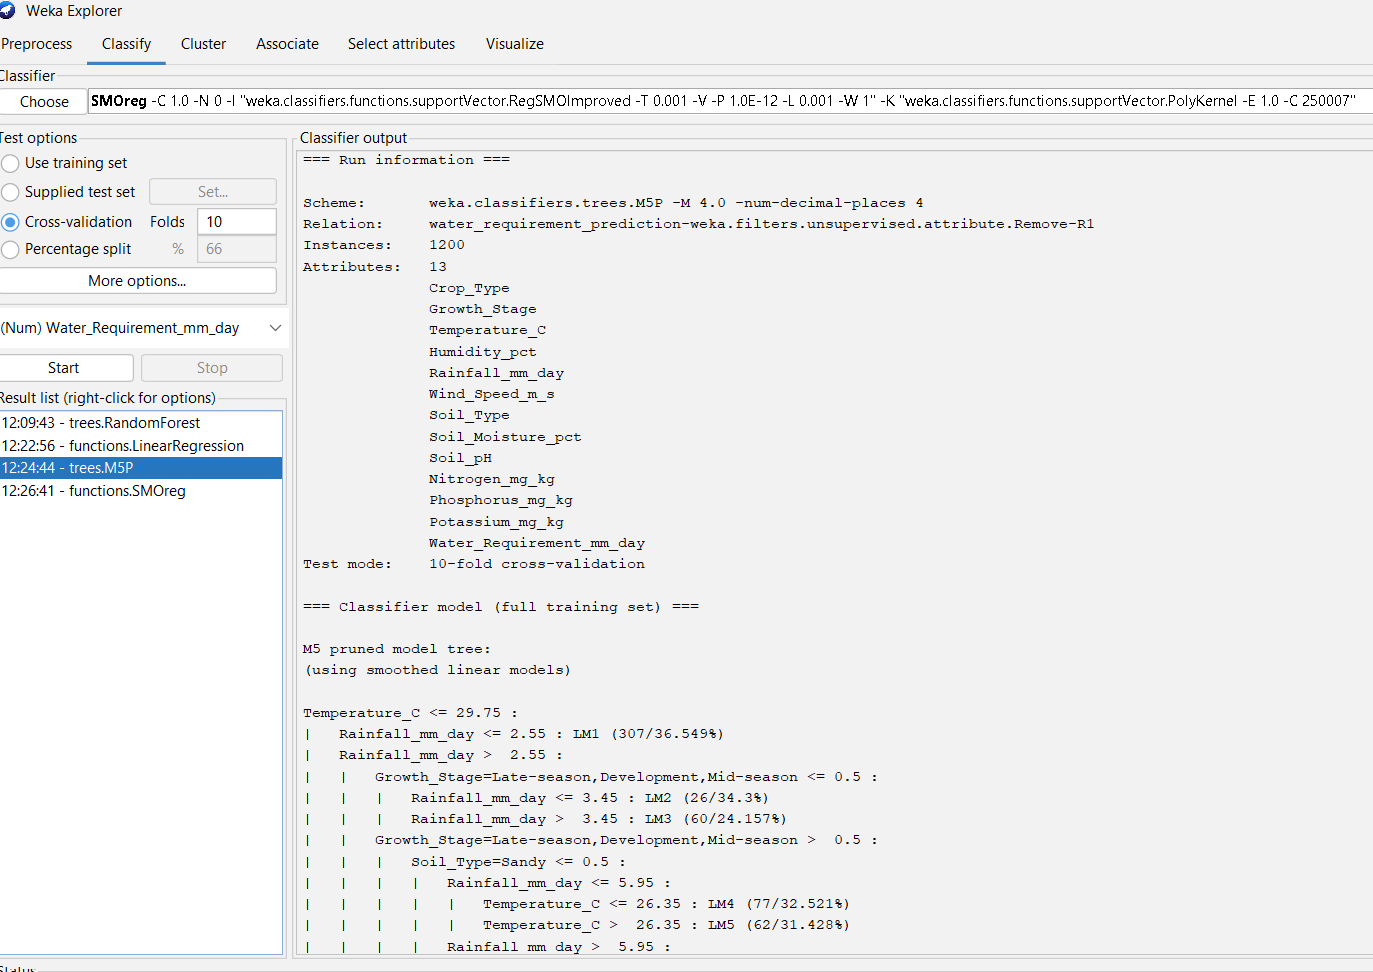 Weka Explorer
Preprocess Classify Cluster Associate Select attributes Visualize
Classifier
Choose SMOreg -C 1.0 -N 0 -I "weka.classifiers.functions.supportVector.RegSMOImproved -T 0.001 -V -P 1.0E-12 -L 0.001 -W 1" -K "weka.classifiers.functions.supportVector.PolyKernel -E 1.0 -C 250007"
Test options
Use training set
Supplied test set Set...
Cross-validation Folds 10
Percentage split % 66
More options...
(Num) Water_Requirement_mm_day
Start Stop
Result list (right-click for options)
12:09:43 - trees.RandomForest
12:22:56 - functions.LinearRegression
12:24:44 - trees.M5P
12:26:41 - functions.SMOreg
Classifier output
=== Run information ===
Scheme: weka.classifiers.trees.M5P -M 4.0 -num-decimal-places 4
Relation: water_requirement_prediction-weka.filters.unsupervised.attribute.Remove-R1
Instances: 1200
Attributes: 13
Crop_Type
Growth_Stage
Temperature_C
Humidity_pct
Rainfall_mm_day
Wind_Speed_m_s
Soil_Type
Soil_Moisture_pct
Soil_pH
Nitrogen_mg_kg
Phosphorus_mg_kg
Potassium_mg_kg
Water_Requirement_mm_day
Test mode: 10-fold cross-validation
=== Classifier model (full training set) ===
M5 pruned model tree:
(using smoothed linear models)
Temperature_C <= 29.75 :
| Rainfall_mm_day <= 2.55 : LM1 (307/36.549%)
| Rainfall_mm_day > 2.55 :
| | Growth_Stage=Late-season,Development,Mid-season <= 0.5 :
| | | Rainfall_mm_day <= 3.45 : LM2 (26/34.3%)
| | | Rainfall_mm_day > 3.45 : LM3 (60/24.157%)
| | Growth_Stage=Late-season,Development,Mid-season > 0.5 :
| | | Soil_Type=Sandy <= 0.5 :
| | | | Rainfall_mm_day <= 5.95 :
| | | | | Temperature_C <= 26.35 : LM4 (77/32.521%)
| | | | | Temperature_C > 26.35 : LM5 (62/31.428%)
| | | | Rainfall_mm_day > 5.95 :
Status